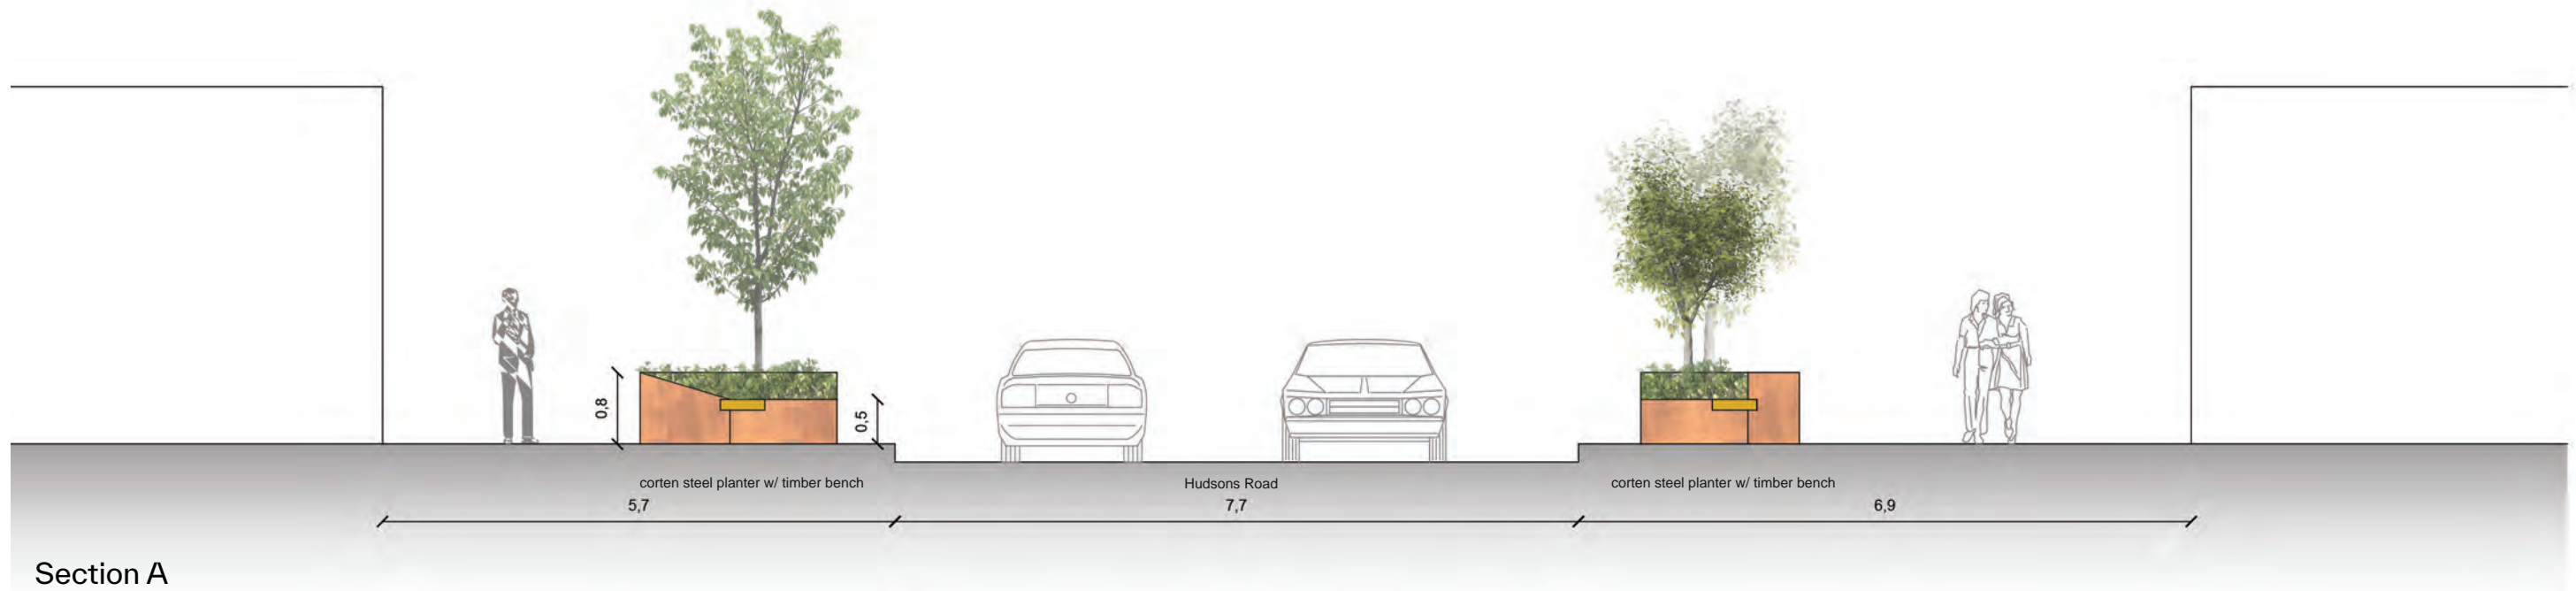 0,8
0,5
corten steel planter w/ timber bench
Hudsons Road
corten steel planter w/ timber bench
5,7
7,7
6,9
Section A